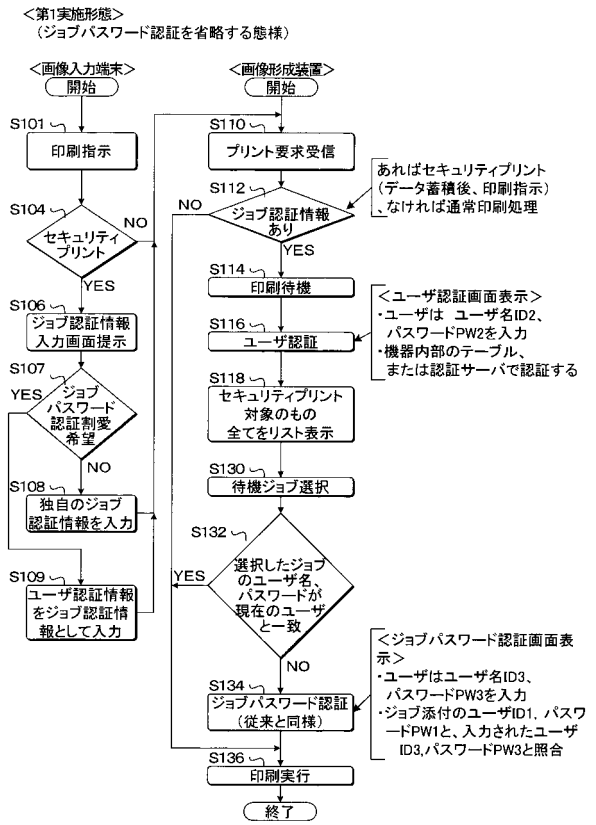 <第1実施形態>
(ジョブパスワード認証を省略する態様)
<画像入力端末>
開始
S101
印刷指示
S104
セキュリティ
プリント
NO
YES
S106
ジョブ認証情報
入力画面提示
S107
YES
ジョブ
パスワード
認証割愛
希望
NO
S108
独自のジョブ
認証情報を入力
S109
ユーザ認証情報
をジョブ認証情
報として入力
<画像形成装置>
開始
S110
プリント要求受信
S112
NO
ジョブ認証情報
あり
YES
あればセキュリティプリント
(データ蓄積後、印刷指示)
、なければ通常印刷処理
S114
印刷待機
S116
ユーザ認証
<ユーザ認証画面表示>
・ユーザは ユーザ名ID2、
パスワードPW2を入力
・機器内部のテーブル、
または認証サーバで認証する
S118
セキュリティプリント
対象のもの
全てをリスト表示
S130
待機ジョブ選択
S132
YES
選択したジョブ
のユーザ名、
パスワードが
現在のユーザ
と一致
NO
S134
ジョブパスワード認証
(従来と同様)
<ジョブパスワード認証画面表
示>
・ユーザはユーザ名ID3、
パスワードPW3を入力
・ジョブ添付のユーザID1, パスワ
ードPW1と、入力されたユーザ
ID3,パスワードPW3と照合
S136
印刷実行
終了